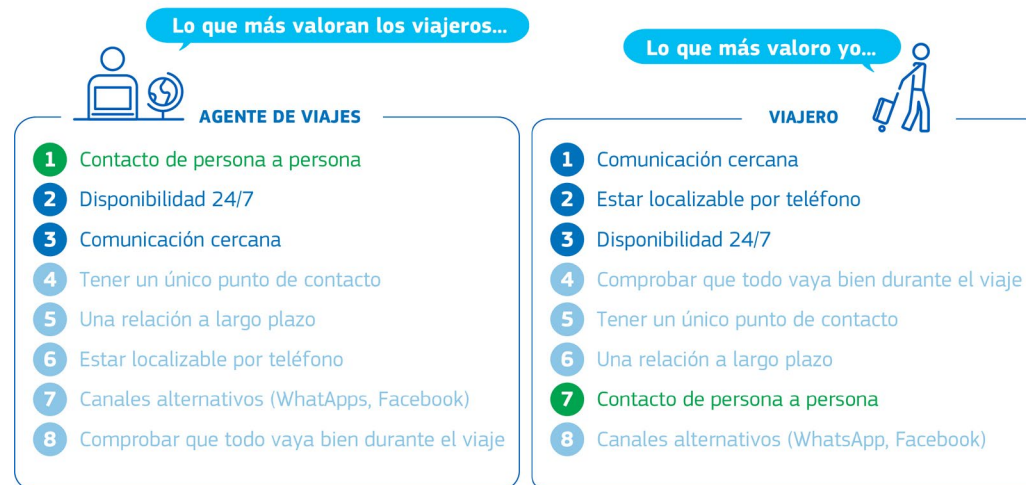 Lo que más valoran los viajeros...
AGENTE DE VIAJES
1 Contacto de persona a persona
2 Disponibilidad 24/7
3 Comunicación cercana
4 Tener un único punto de contacto
5 Una relación a largo plazo
6 Estar localizable por teléfono
7 Canales alternativos (WhatApps, Facebook)
8 Comprobar que todo vaya bien durante el viaje
Lo que más valoro yo...
VIAJERO
1 Comunicación cercana
2 Estar localizable por teléfono
3 Disponibilidad 24/7
4 Comprobar que todo vaya bien durante el viaje
5 Tener un único punto de contacto
6 Una relación a largo plazo
7 Contacto de persona a persona
8 Canales alternativos (WhatsApp, Facebook)